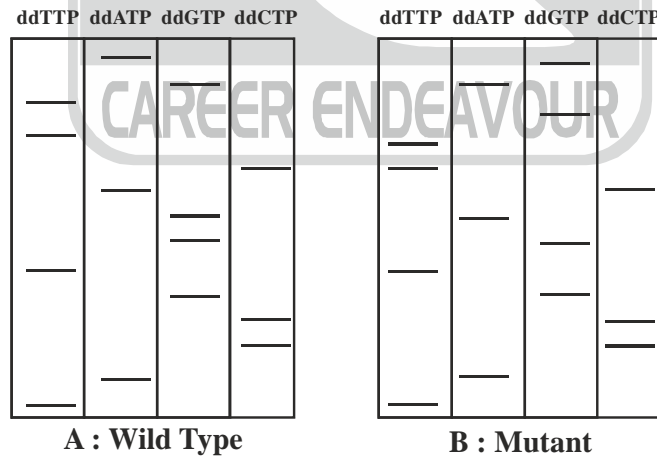 ddTTP ddATP ddGTP ddCTP ddTTP ddATP ddGTP ddCTP
CAREER ENDEAVOUR
A : Wild Type B : Mutant